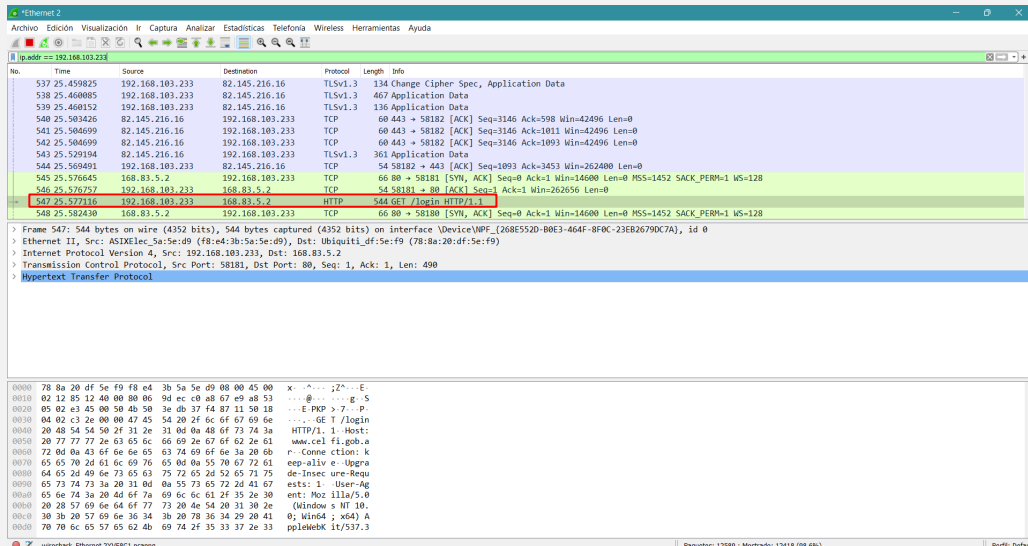 *Ethernet 2
Archivo Edición Visualización Ir Captura Analizar Estadísticas Telefonía Wireless Herramientas Ayuda
ip.addr == 192.168.103.233
No. Time Source Destination Protocol Length Info
537 25.459825 192.168.103.233 82.145.216.16 TLSv1.3 134 Change Cipher Spec, Application Data
538 25.460085 192.168.103.233 82.145.216.16 TLSv1.3 467 Application Data
539 25.460152 192.168.103.233 82.145.216.16 TLSv1.3 136 Application Data
540 25.503426 82.145.216.16 192.168.103.233 TCP 60 443 → 58182 [ACK] Seq=3146 Ack=598 Win=42496 Len=0
541 25.504699 82.145.216.16 192.168.103.233 TCP 60 443 → 58182 [ACK] Seq=3146 Ack=1011 Win=42496 Len=0
542 25.504699 82.145.216.16 192.168.103.233 TCP 60 443 → 58182 [ACK] Seq=3146 Ack=1093 Win=42496 Len=0
543 25.529194 82.145.216.16 192.168.103.233 TLSv1.3 361 Application Data
544 25.569491 192.168.103.233 82.145.216.16 TCP 54 58182 → 443 [ACK] Seq=1093 Ack=3453 Win=262400 Len=0
545 25.576645 168.83.5.2 192.168.103.233 TCP 66 80 → 58181 [SYN, ACK] Seq=0 Ack=1 Win=14600 Len=0 MSS=1452 SACK_PERM=1 WS=128
546 25.576757 192.168.103.233 168.83.5.2 TCP 54 58181 → 80 [ACK] Seq=1 Ack=1 Win=262656 Len=0
547 25.577116 192.168.103.233 168.83.5.2 HTTP 544 GET /login HTTP/1.1
548 25.582430 168.83.5.2 192.168.103.233 TCP 66 80 → 58180 [SYN, ACK] Seq=0 Ack=1 Win=14600 Len=0 MSS=1452 SACK_PERM=1 WS=128
> Frame 547: 544 bytes on wire (4352 bits), 544 bytes captured (4352 bits) on interface \Device\NPF_{268E552D-B0E3-464F-8F0C-23EB2679DC7A}, id 0
> Ethernet II, Src: ASIXElec_5a:5e:d9 (f8:e4:3b:5a:5e:d9), Dst: Ubiquiti_df:5e:f9 (78:8a:20:df:5e:f9)
> Internet Protocol Version 4, Src: 192.168.103.233, Dst: 168.83.5.2
> Transmission Control Protocol, Src Port: 58181, Dst Port: 80, Seq: 1, Ack: 1, Len: 490
> Hypertext Transfer Protocol
0000 78 8a 20 df 5e f9 f8 e4 3b 5a 5e d9 08 00 45 00 x· ·^··· ;Z^···E·
0010 02 12 85 12 40 00 80 06 9d ec c0 a8 67 e9 a8 53 ····@··· ····g··S
0020 05 02 e3 45 00 50 4b 50 3e db 37 f4 87 11 50 18 ···E·PKP >·7···P·
0030 04 02 c3 2e 00 00 47 45 54 20 2f 6c 6f 67 69 6e ···.··GE T /login
0040 20 48 54 54 50 2f 31 2e 31 0d 0a 48 6f 73 74 3a HTTP/1. 1··Host:
0050 20 77 77 77 2e 63 65 6c 66 69 2e 67 6f 62 2e 61 www.cel fi.gob.a
0060 72 0d 0a 43 6f 6e 6e 65 63 74 69 6f 6e 3a 20 6b r··Conne ction: k
0070 65 65 70 2d 61 6c 69 76 65 0d 0a 55 70 67 72 61 eep-aliv e··Upgra
0080 64 65 2d 49 6e 73 65 63 75 72 65 2d 52 65 71 75 de-Insec ure-Requ
0090 65 73 74 73 3a 20 31 0d 0a 55 73 65 72 2d 41 67 ests: 1· ·User-Ag
00a0 65 6e 74 3a 20 4d 6f 7a 69 6c 6c 61 2f 35 2e 30 ent: Moz illa/5.0
00b0 20 28 57 69 6e 64 6f 77 73 20 4e 54 20 31 30 2e (Window s NT 10.
00c0 30 3b 20 57 69 6e 36 34 3b 20 78 36 34 29 20 41 0; Win64 ; x64) A
00d0 70 70 6c 65 57 65 62 4b 69 74 2f 35 33 37 2e 33 ppleWebK it/537.3